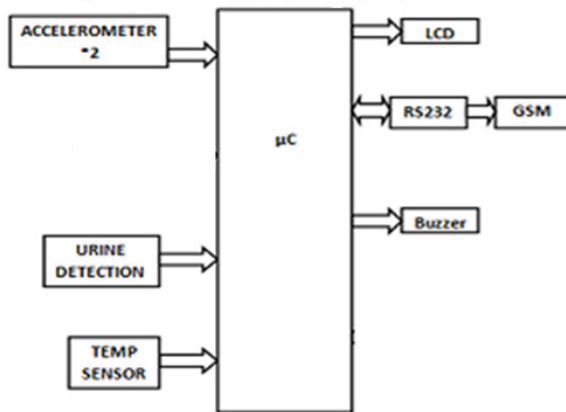 ACCELEROMETER
*2
LCD
RS232
GSM
µC
Buzzer
URINE
DETECTION
TEMP
SENSOR